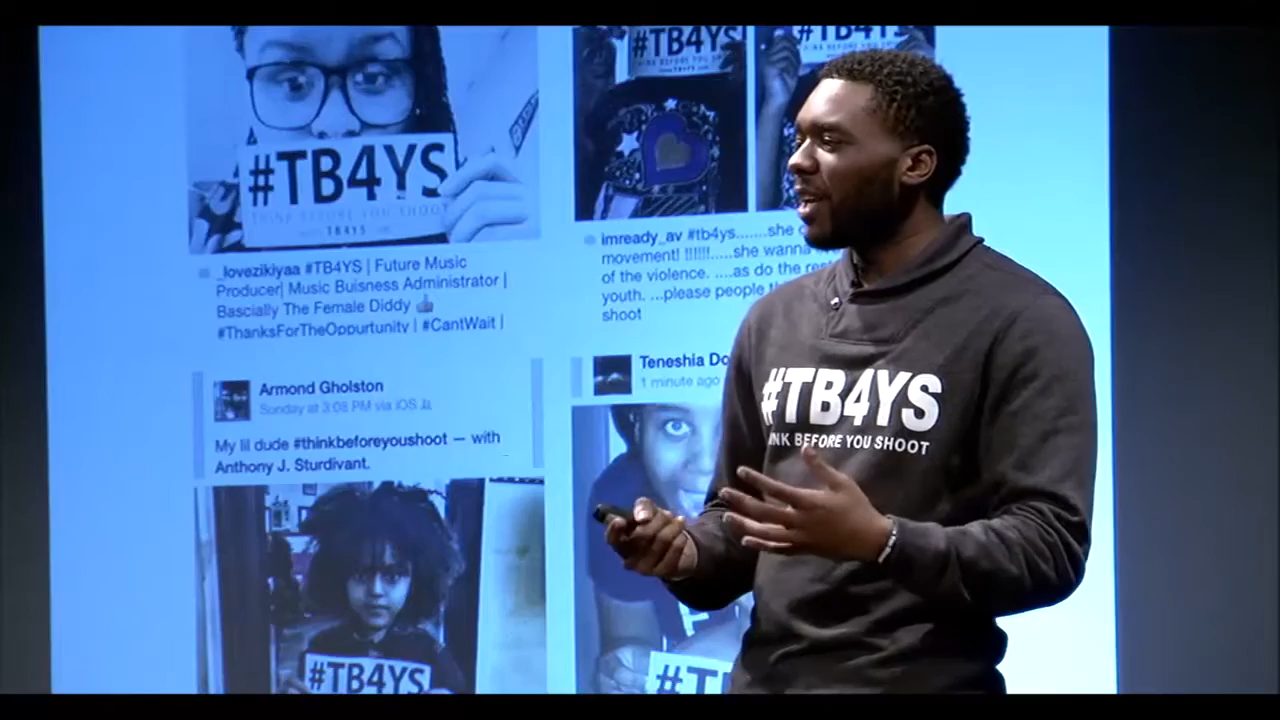 #TB4YS
THINK BEFORE YOU SHOOT
TB4YS
_lovezikiyaa #TB4YS | Future Music
Producer| Music Buisness Administrator |
Bascially The Female Diddy
#ThanksForTheOppurtunity | #CantWait |
#TB4YS
#TB4YS
imready_av #tb4ys.......she
movement! !!!!!!.....she wanna
of the violence. ....as do the
youth. ...please people
shoot
Armond Gholston
Sunday at 3:08 PM via iOS
My lil dude #thinkbeforeyoushoot — with
Anthony J. Sturdivant.
#TB4YS
Teneshia
1 minute ago
#TB4YS
BEFORE YOU SHOOT